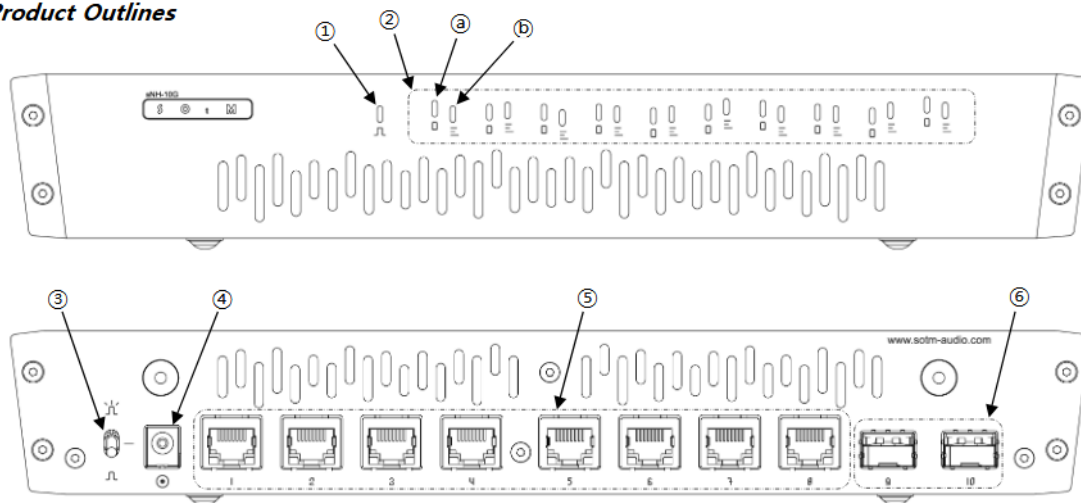 Product Outlines
① ② ⓐ ⓑ
sNH-10G
S O t M
③ ④ ⑤ ⑥
www.sotm-audio.com
1 2 3 4 5 6 7 8 9 10